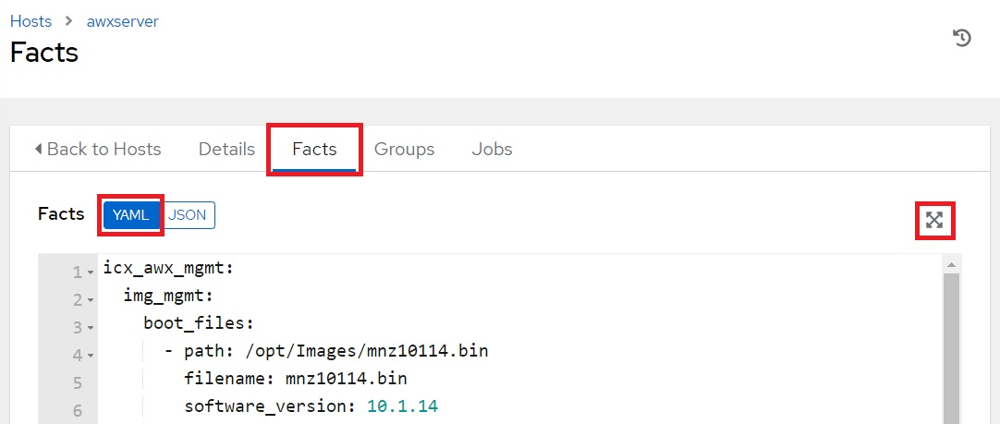 Hosts > awxserver
Facts
Back to Hosts Details Facts Groups Jobs
Facts YAML JSON
1 icx_awx_mgmt:
2 img_mgmt:
3 boot_files:
4 - path: /opt/Images/mnz10114.bin
5 filename: mnz10114.bin
6 software_version: 10.1.14